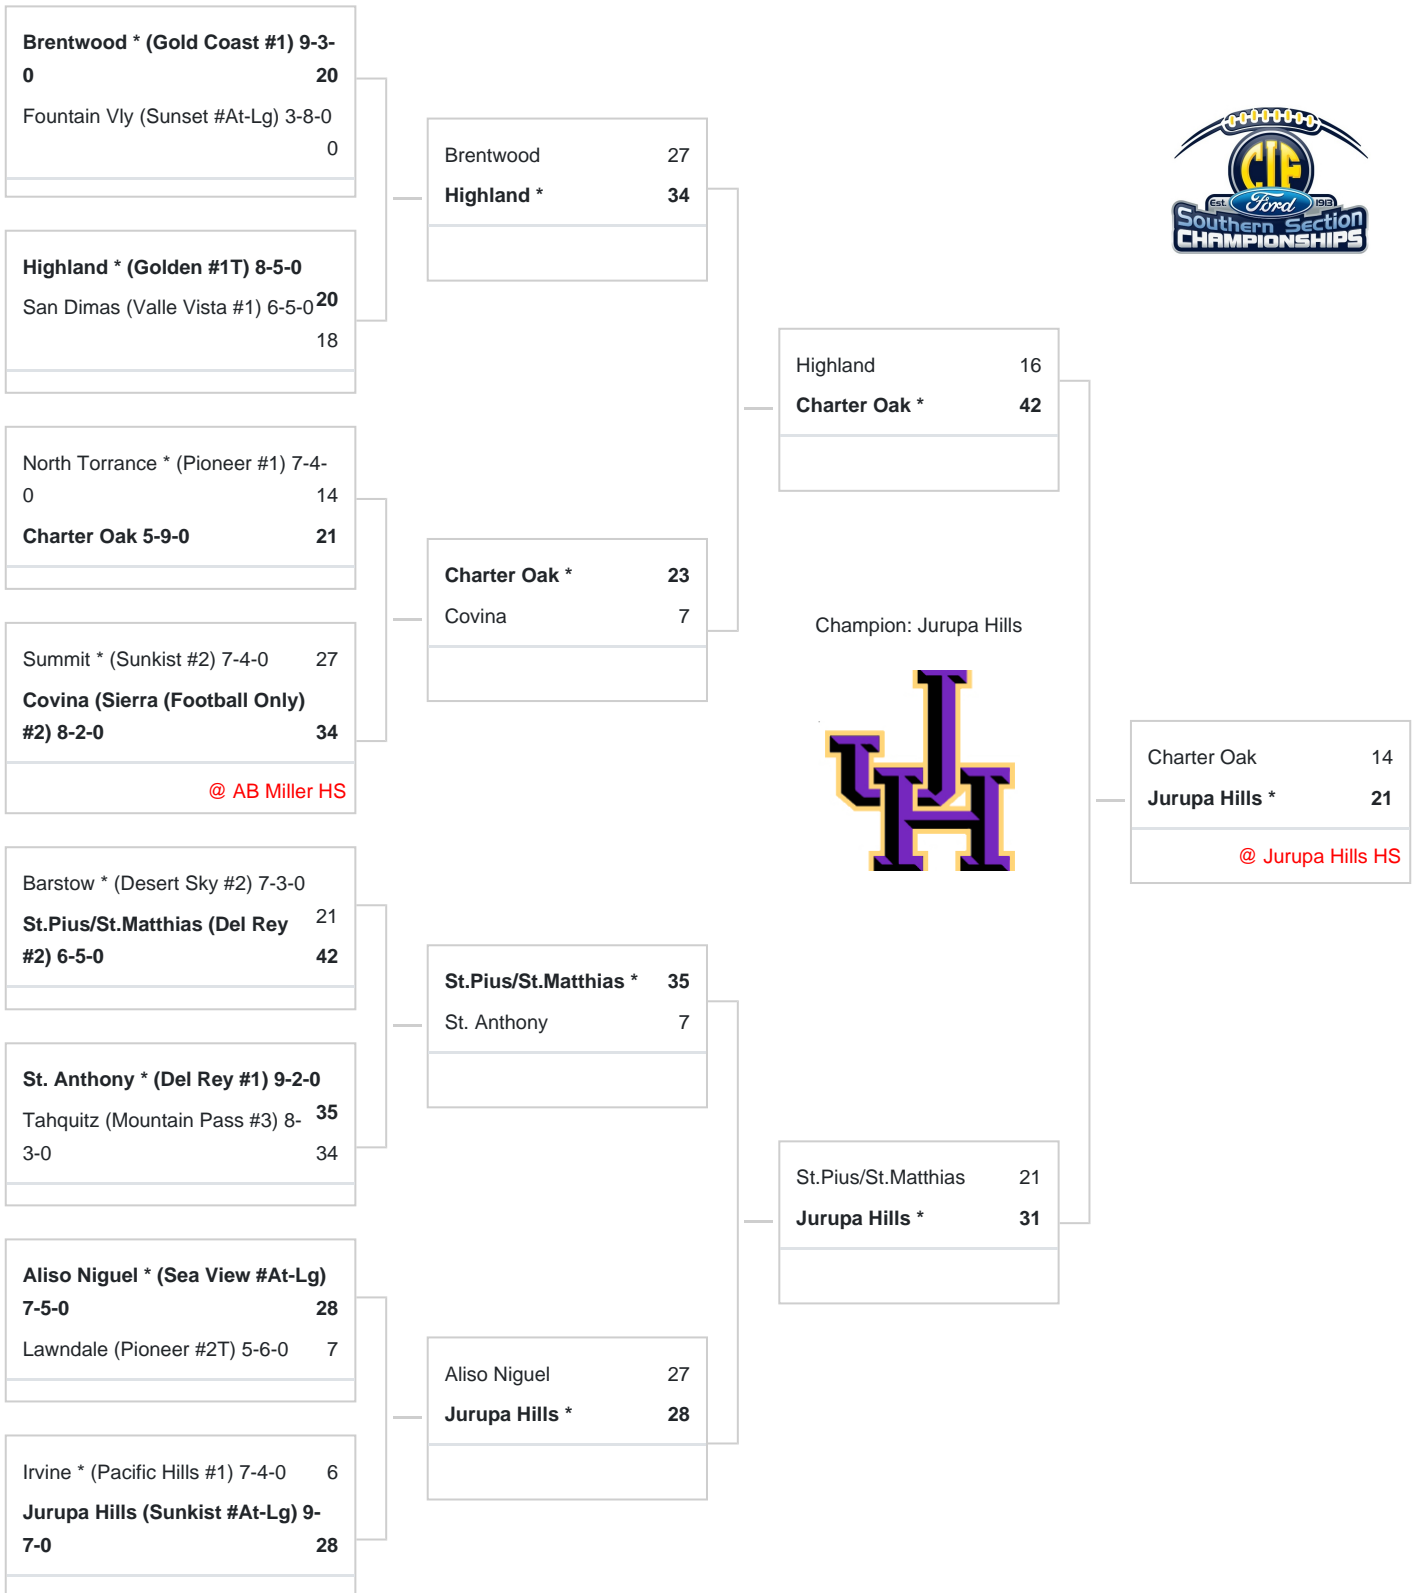 Brentwood * (Gold Coast #1) 9-3-
0 20
Fountain Vly (Sunset #At-Lg) 3-8-0
0
Highland * (Golden #1T) 8-5-0
20
San Dimas (Valle Vista #1) 6-5-0
18
North Torrance * (Pioneer #1) 7-4-
0 14
Charter Oak 5-9-0 21
Summit * (Sunkist #2) 7-4-0 27
Covina (Sierra (Football Only)
#2) 8-2-0 34
@ AB Miller HS
Barstow * (Desert Sky #2) 7-3-0
21
St.Pius/St.Matthias (Del Rey
#2) 6-5-0 42
St. Anthony * (Del Rey #1) 9-2-0
35
Tahquitz (Mountain Pass #3) 8-
3-0 34
Aliso Niguel * (Sea View #At-Lg)
7-5-0 28
Lawndale (Pioneer #2T) 5-6-0 7
Irvine * (Pacific Hills #1) 7-4-0 6
Jurupa Hills (Sunkist #At-Lg) 9-
7-0 28
Brentwood 27
Highland * 34
Charter Oak * 23
Covina 7
St.Pius/St.Matthias * 35
St. Anthony 7
Aliso Niguel 27
Jurupa Hills * 28
Highland 16
Charter Oak * 42
St.Pius/St.Matthias 21
Jurupa Hills * 31
Champion: Jurupa Hills
JH
Charter Oak 14
Jurupa Hills * 21
@ Jurupa Hills HS
CIF
Est. Ford 1913
Southern Section
CHAMPIONSHIPS